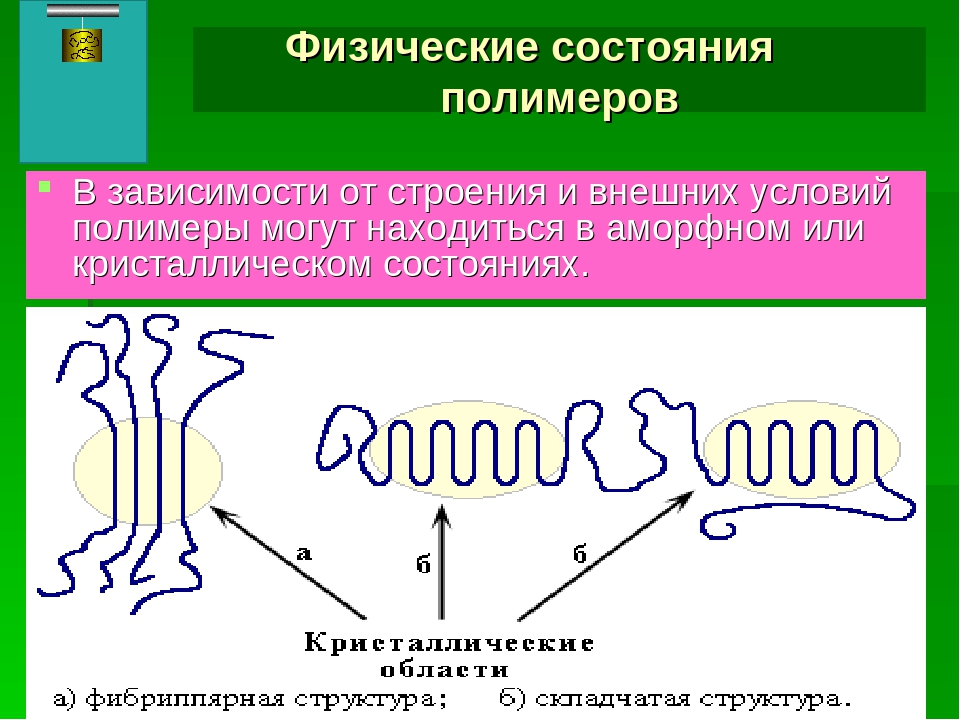 Физические состояния
полимеров
В зависимости от строения и внешних условий
полимеры могут находиться в аморфном или
кристаллическом состояниях.
а
б
б
Кристаллические
области
а) фибриппярная структура; б) складчатая структура.